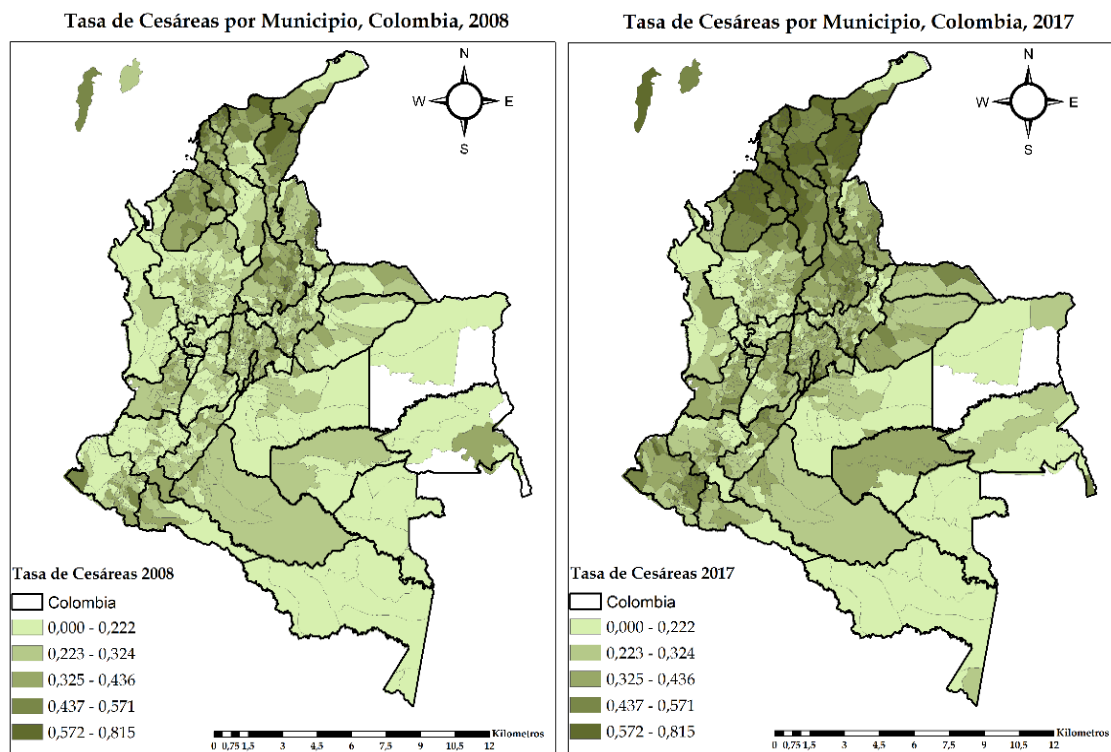 Tasa de Cesáreas por Municipio, Colombia, 2008
N
W
E
S
Tasa de Cesáreas 2008
Colombia
0,000 - 0,222
0,223 - 0,324
0,325 - 0,436
0,437 - 0,571
0,572 - 0,815
Kilometros
0 0,75 1,5 3 4,5 6 7,5 9 10,5 12
Tasa de Cesáreas por Municipio, Colombia, 2017
N
W
E
S
Tasa de Cesáreas 2017
Colombia
0,000 - 0,222
0,223 - 0,324
0,325 - 0,436
0,437 - 0,571
0,572 - 0,815
Kilometros
0 0,75 1,5 3 4,5 6 7,5 9 10,5 12